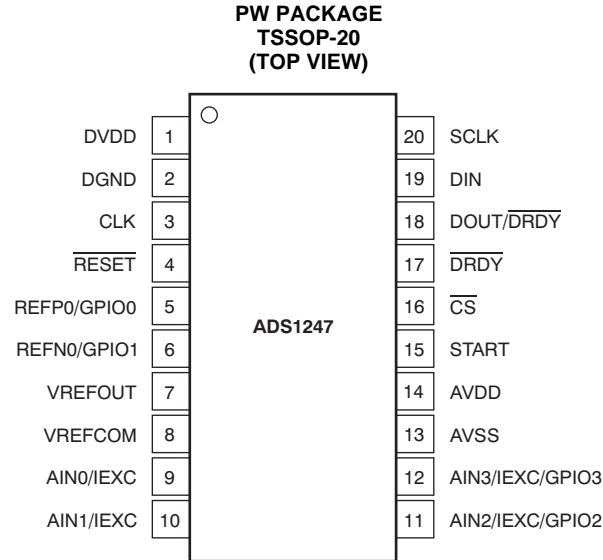 PW PACKAGE
TSSOP-20
(TOP VIEW)
DVDD 1 20 SCLK
DGND 2 19 DIN
CLK 3 18 DOUT/DRDY
RESET 4 17 DRDY
REFP0/GPIO0 5 16 CS
REFN0/GPIO1 6 ADS1247 15 START
VREFOUT 7 14 AVDD
VREFCOM 8 13 AVSS
AIN0/IEXC 9 12 AIN3/IEXC/GPIO3
AIN1/IEXC 10 11 AIN2/IEXC/GPIO2